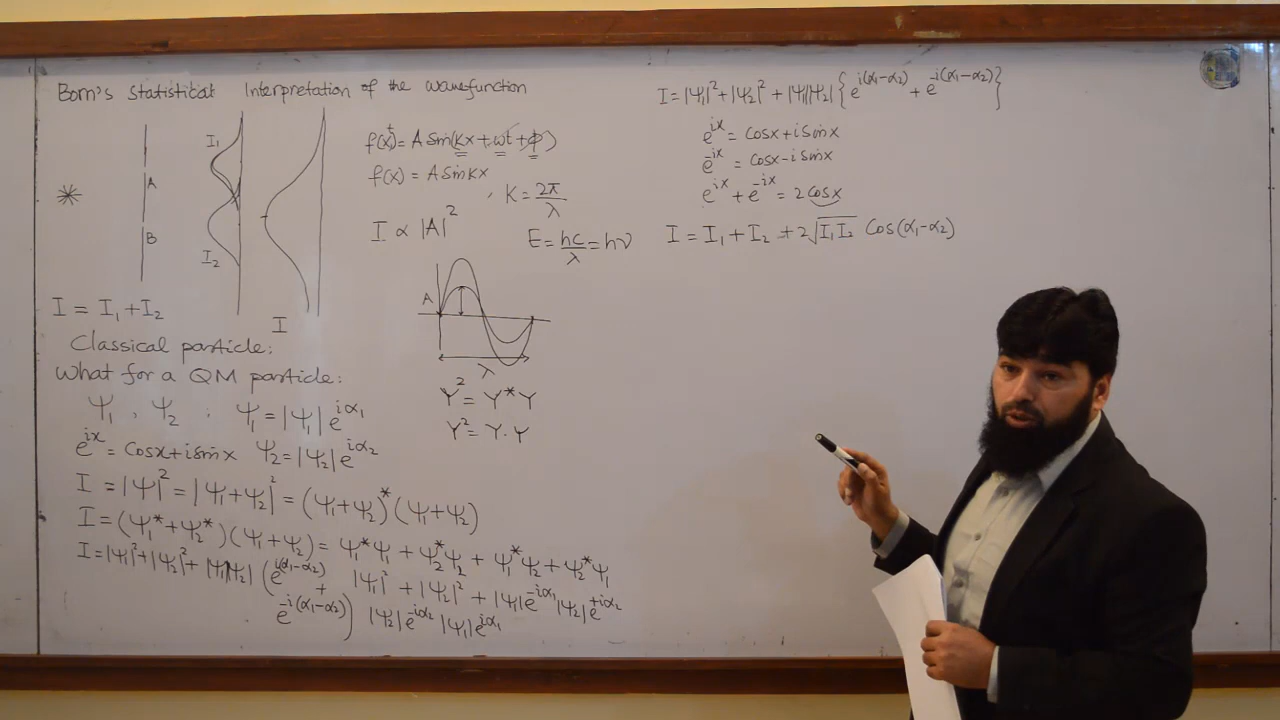 Born's Statistical Interpretation of the wavefunction
I₁
A
B
I₂
I
I = I₁ + I₂
Classical particle:
What for a QM particle:
Ψ₁, Ψ₂ ; Ψ₁ = |Ψ₁| e^{iα₁}
e^{ix} = Cosx + i sinx Ψ₂ = |Ψ₂| e^{iα₂}
I = |Ψ|² = |Ψ₁+Ψ₂|² = (Ψ₁+Ψ₂)* (Ψ₁+Ψ₂)
I = (Ψ₁* + Ψ₂*)(Ψ₁+Ψ₂) = Ψ₁*Ψ₁ + Ψ₂*Ψ₂ + Ψ₁*Ψ₂ + Ψ₂*Ψ₁
I = |Ψ₁|² + |Ψ₂|² + |Ψ₁||Ψ₂| (e^{i(α₁-α₂)} + e^{-i(α₁-α₂)})
|Ψ₁|² + |Ψ₂|² + |Ψ₁|e^{-iα₁} |Ψ₂|e^{+iα₂}
|Ψ₂|e^{-iα₂} |Ψ₁|e^{iα₁}
f(x,t) = A Sin(Kx + ωt + φ)
f(x) = A Sin Kx
, K = 2π/λ
I ∝ |A|²
E = hc/λ = hν
A
λ
Y² = Y*Y
Y² = Y.Y
I = |Ψ₁|² + |Ψ₂|² + |Ψ₁||Ψ₂| {e^{i(α₁-α₂)} + e^{-i(α₁-α₂)}}
e^{ix} = Cosx + i Sinx
e^{-ix} = Cosx - i Sinx
e^{ix} + e^{-ix} = 2 Cosx
I = I₁ + I₂ + 2√(I₁I₂) Cos(α₁-α₂)